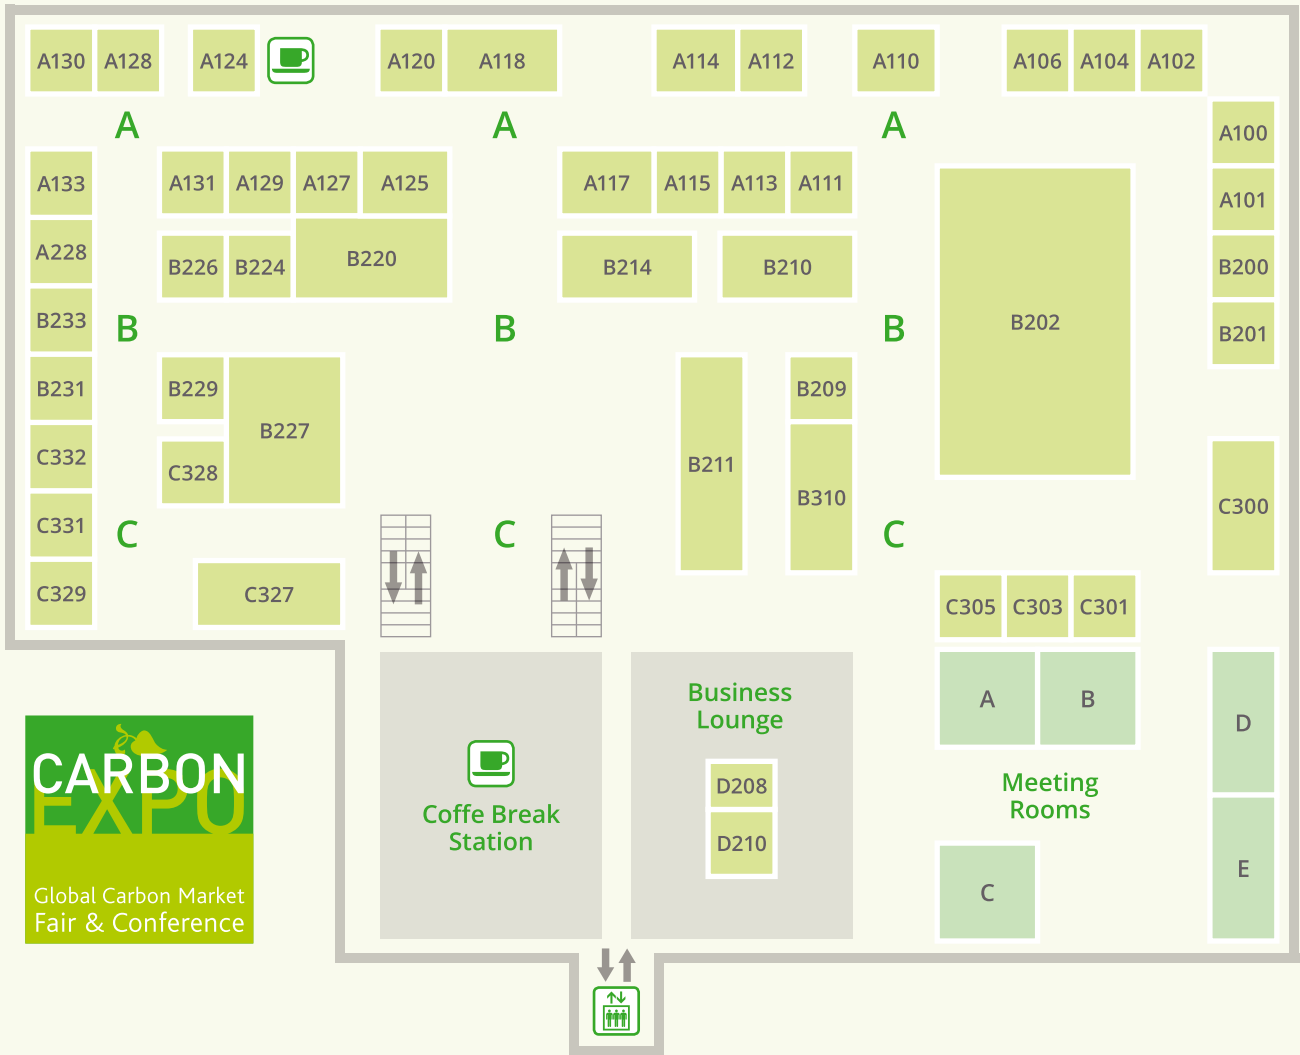 A130 A128 A124 A120 A118 A114 A112 A110 A106 A104 A102
A A A
A100
A133 A131 A129 A127 A125 A117 A115 A113 A111
A101
A228 B226 B224 B220 B214 B210 B200
B233 B B B B202 B201
B231 B229 B227 B209
C332 C328 B211 B310
C331 C C C C300
C329 C327 C305 C303 C301
Business
Lounge
A B D
CARBON
EXPO
Coffe Break
Station
D208
D210
Meeting
Rooms
Global Carbon Market
Fair & Conference
C E